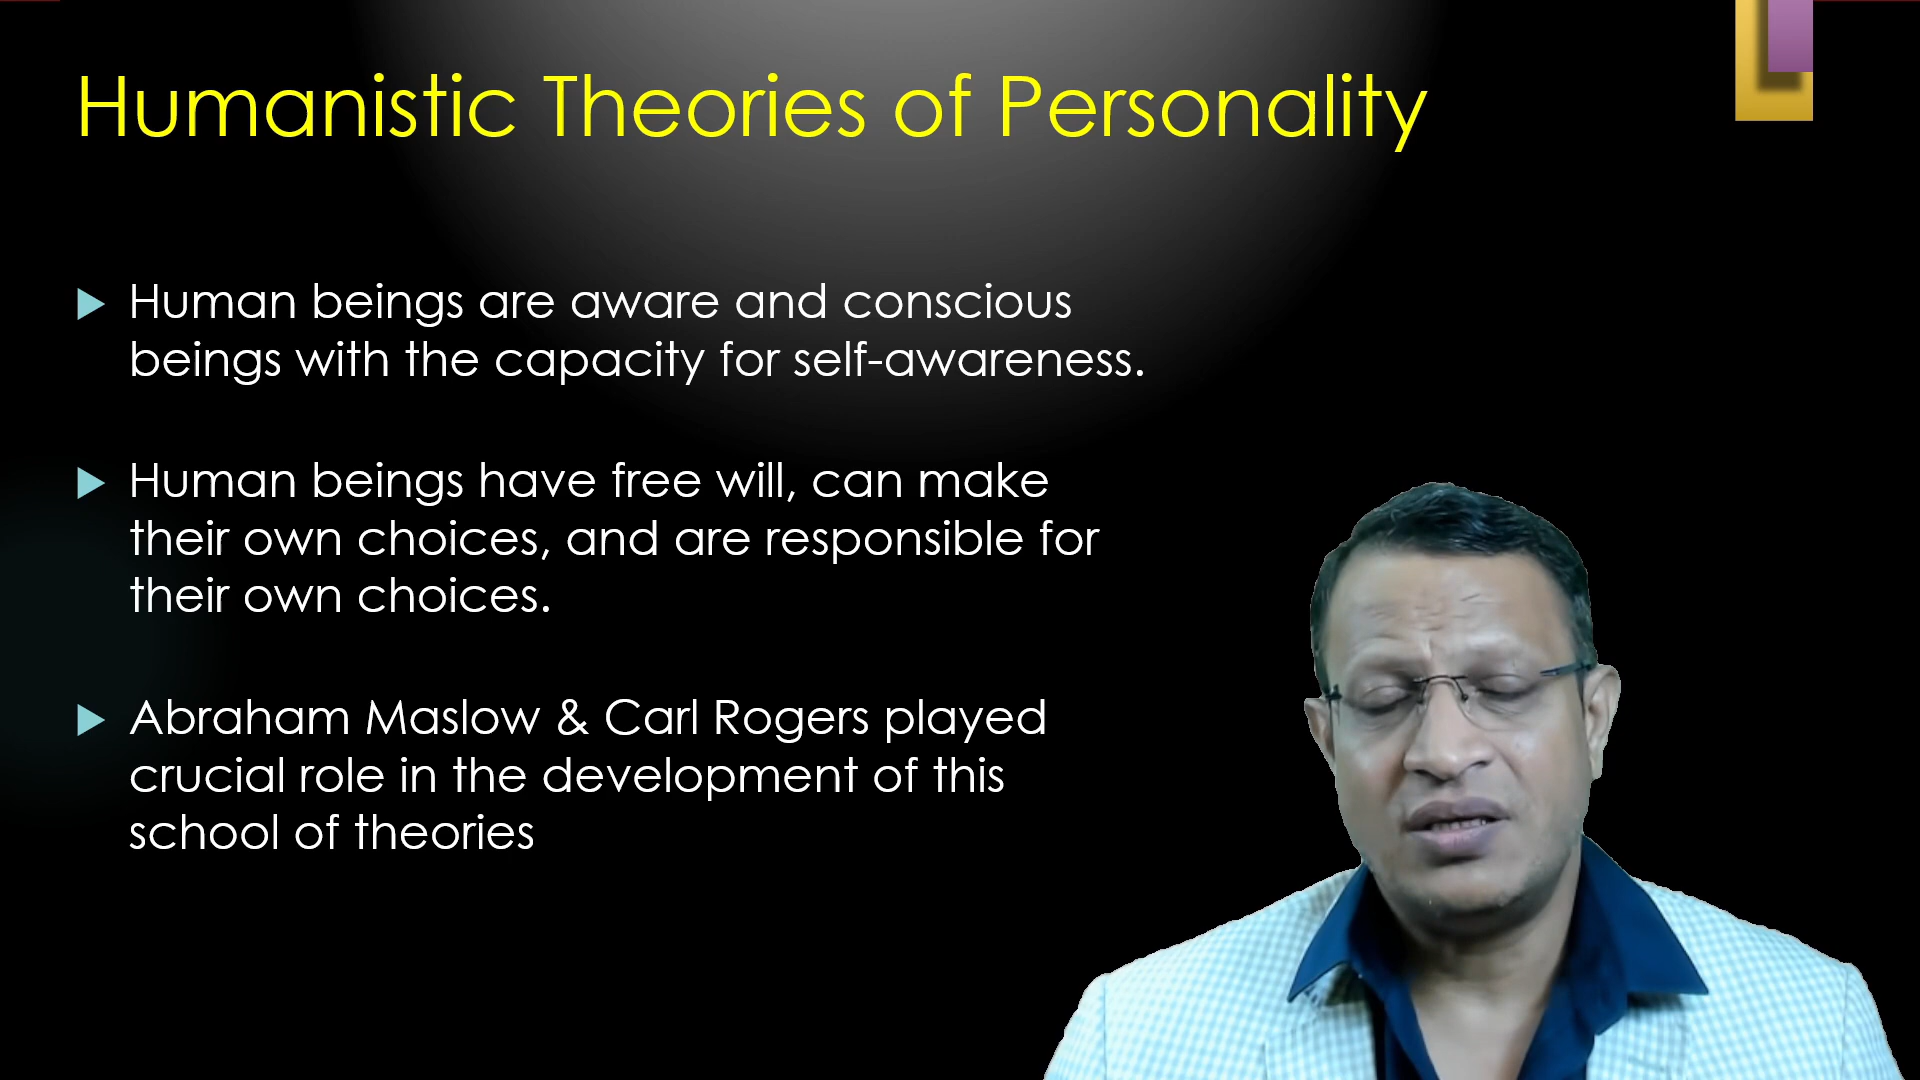 Humanistic Theories of Personality
Human beings are aware and conscious
beings with the capacity for self-awareness.
Human beings have free will, can make
their own choices, and are responsible for
their own choices.
Abraham Maslow & Carl Rogers played
crucial role in the development of this
school of theories